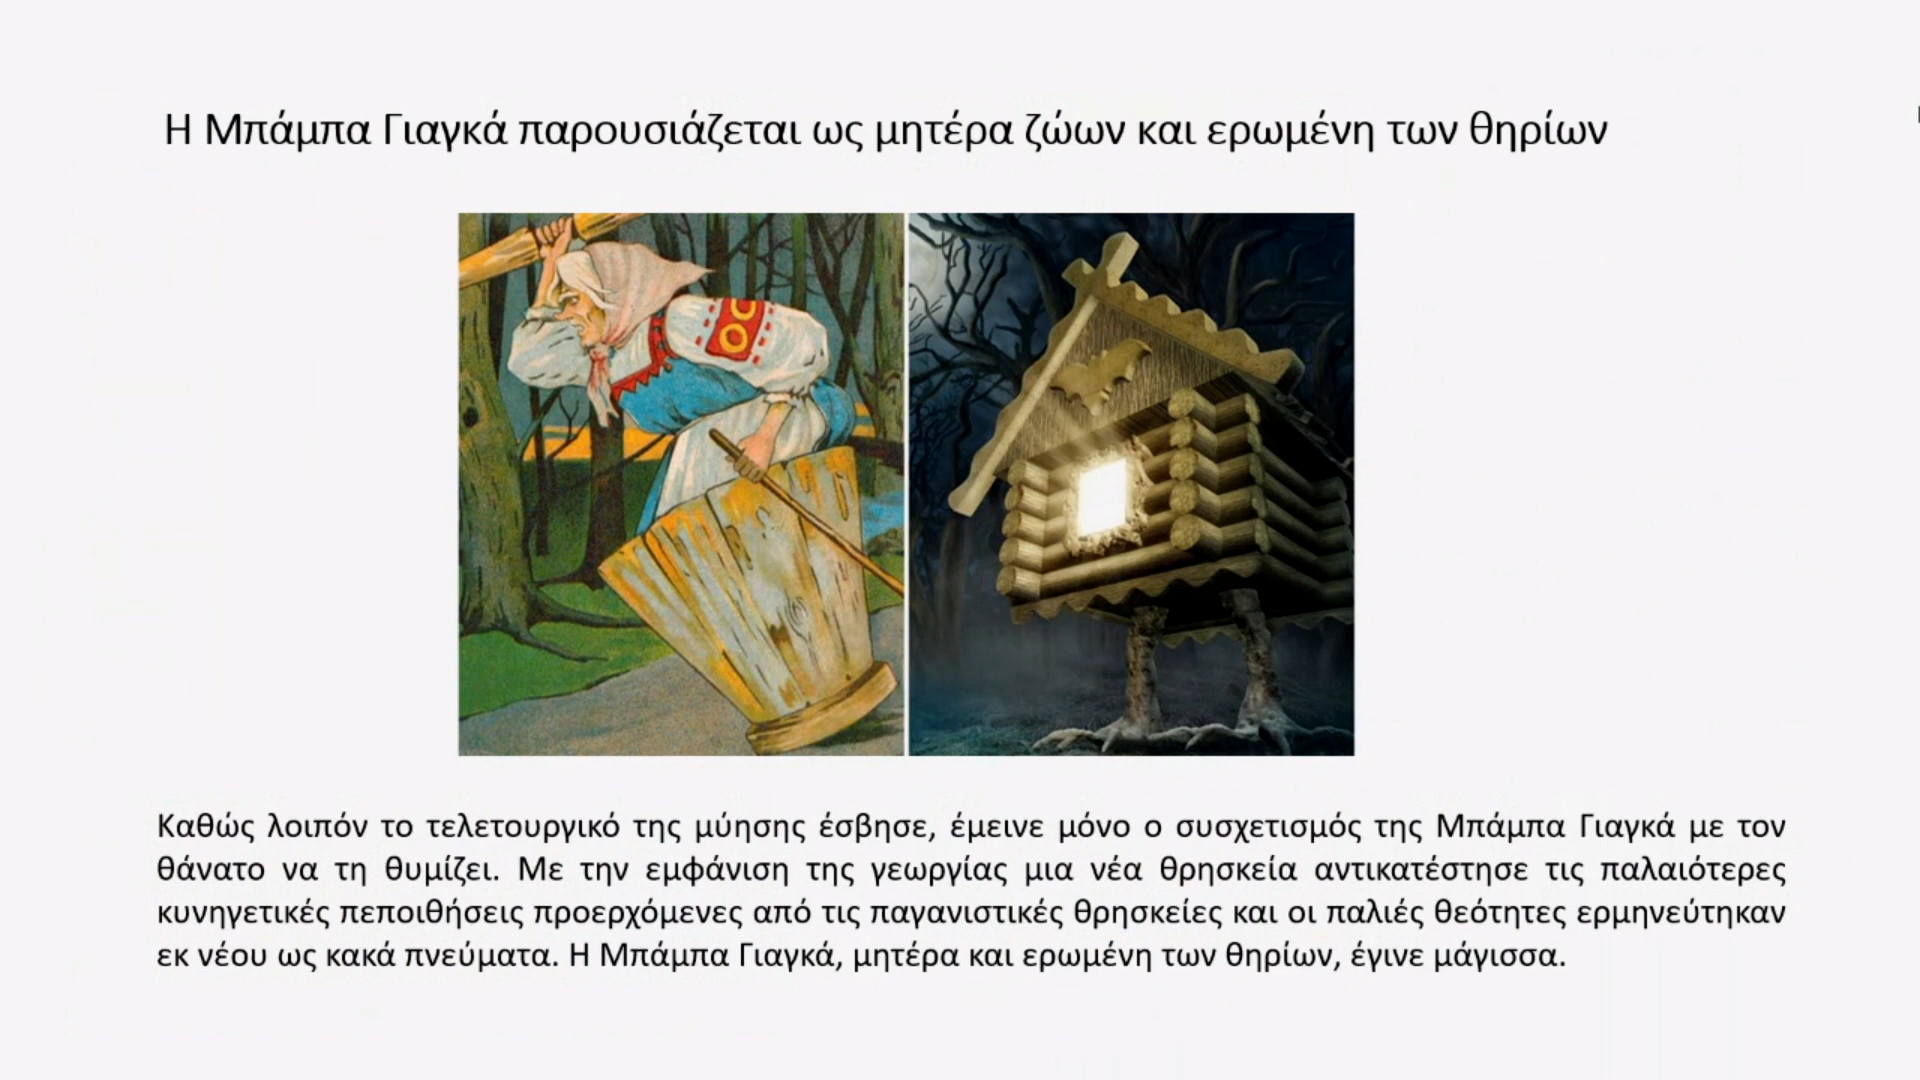 Η Μπάμπα Γιαγκά παρουσιάζεται ως μητέρα ζώων και ερωμένη των θηρίων
Καθώς λοιπόν το τελετουργικό της μύησης έσβησε, έμεινε μόνο ο συσχετισμός της Μπάμπα Γιαγκά με τον
θάνατο να τη θυμίζει. Με την εμφάνιση της γεωργίας μια νέα θρησκεία αντικατέστησε τις παλαιότερες
κυνηγετικές πεποιθήσεις προερχόμενες από τις παγανιστικές θρησκείες και οι παλιές θεότητες ερμηνεύτηκαν
εκ νέου ως κακά πνεύματα. Η Μπάμπα Γιαγκά, μητέρα και ερωμένη των θηρίων, έγινε μάγισσα.